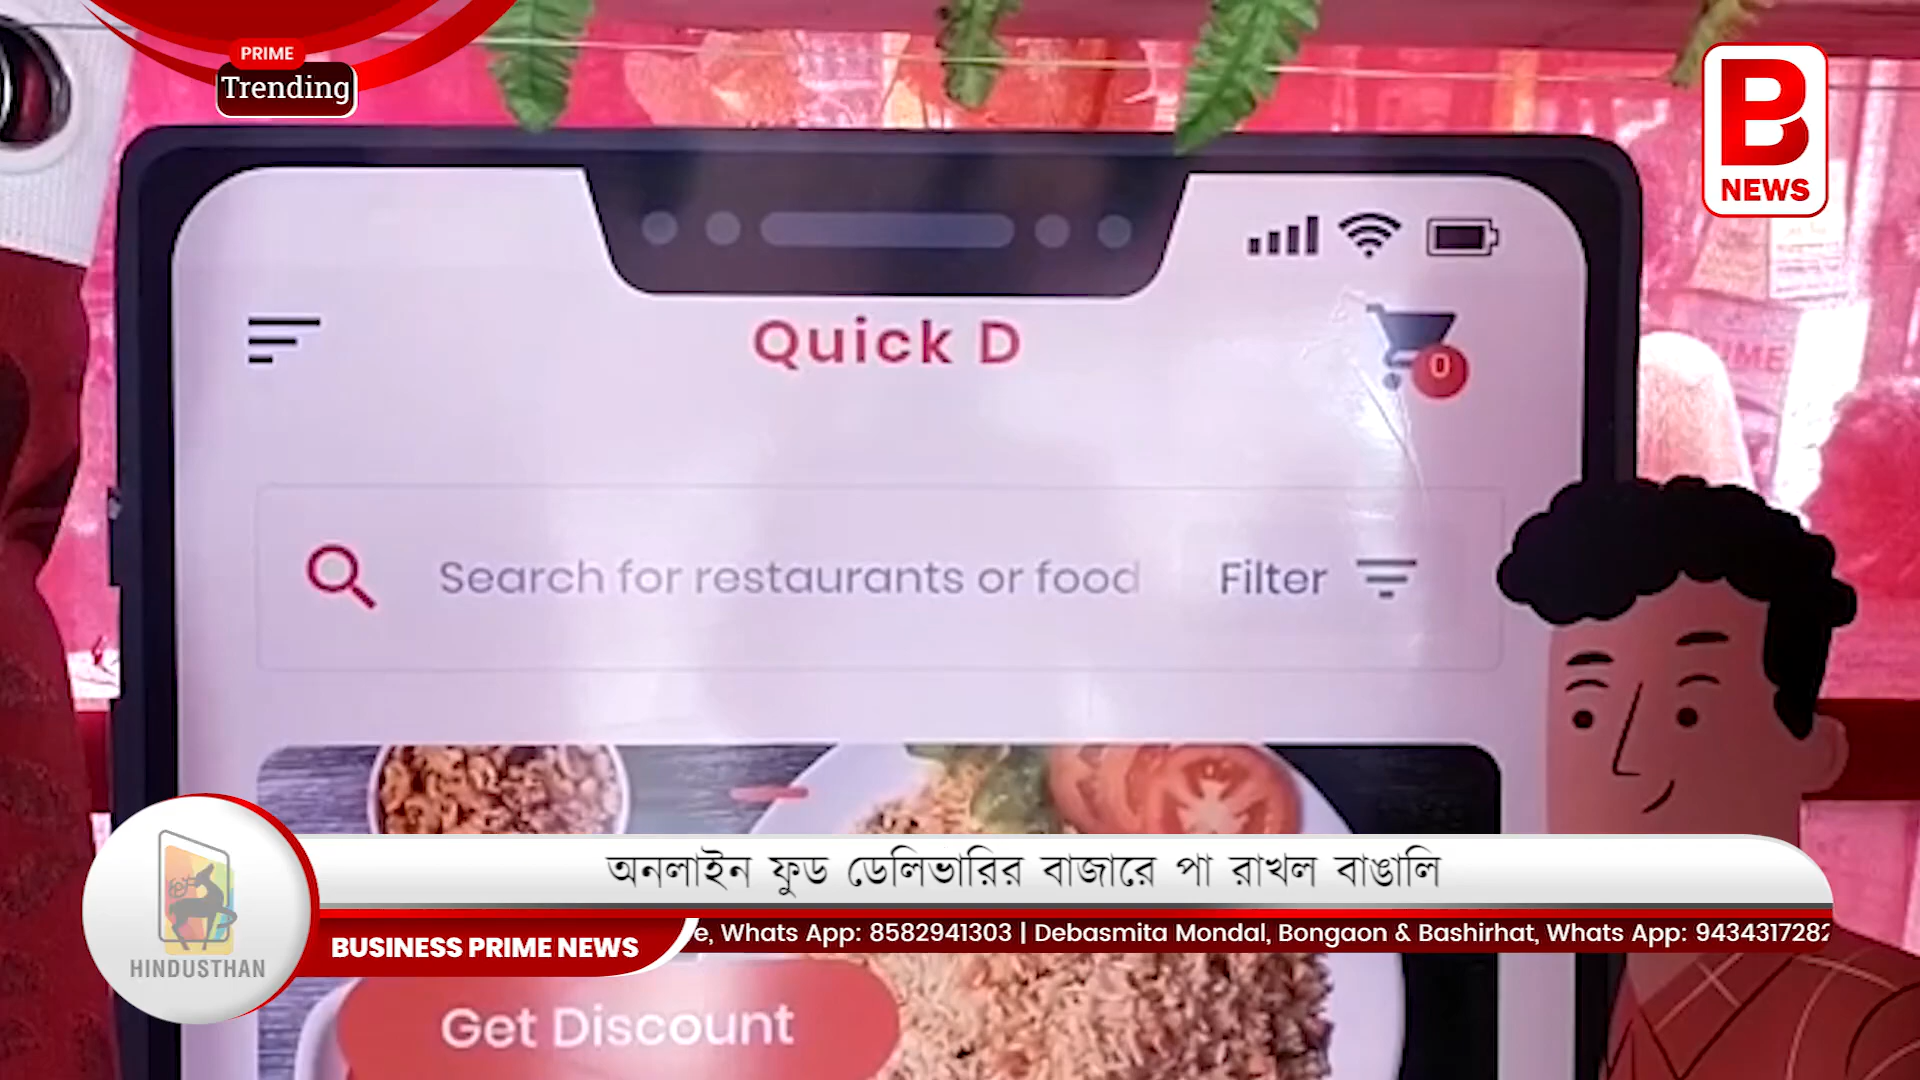 PRIME
Trending
B
NEWS
Quick D
0
Search for restaurants or food
Filter
অনলাইন ফুড ডেলিভারির বাজারে পা রাখল বাঙালি
BUSINESS PRIME NEWS
e, Whats App: 8582941303 | Debasmita Mondal, Bongaon & Bashirhat, Whats App: 9434317282
HINDUSTHAN
Get Discount